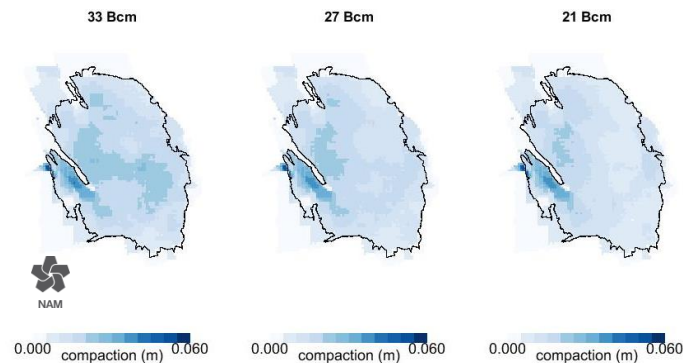 33 Bcm
27 Bcm
21 Bcm
NAM
0.000 0.060
compaction (m)
0.000 0.060
compaction (m)
0.000 0.060
compaction (m)